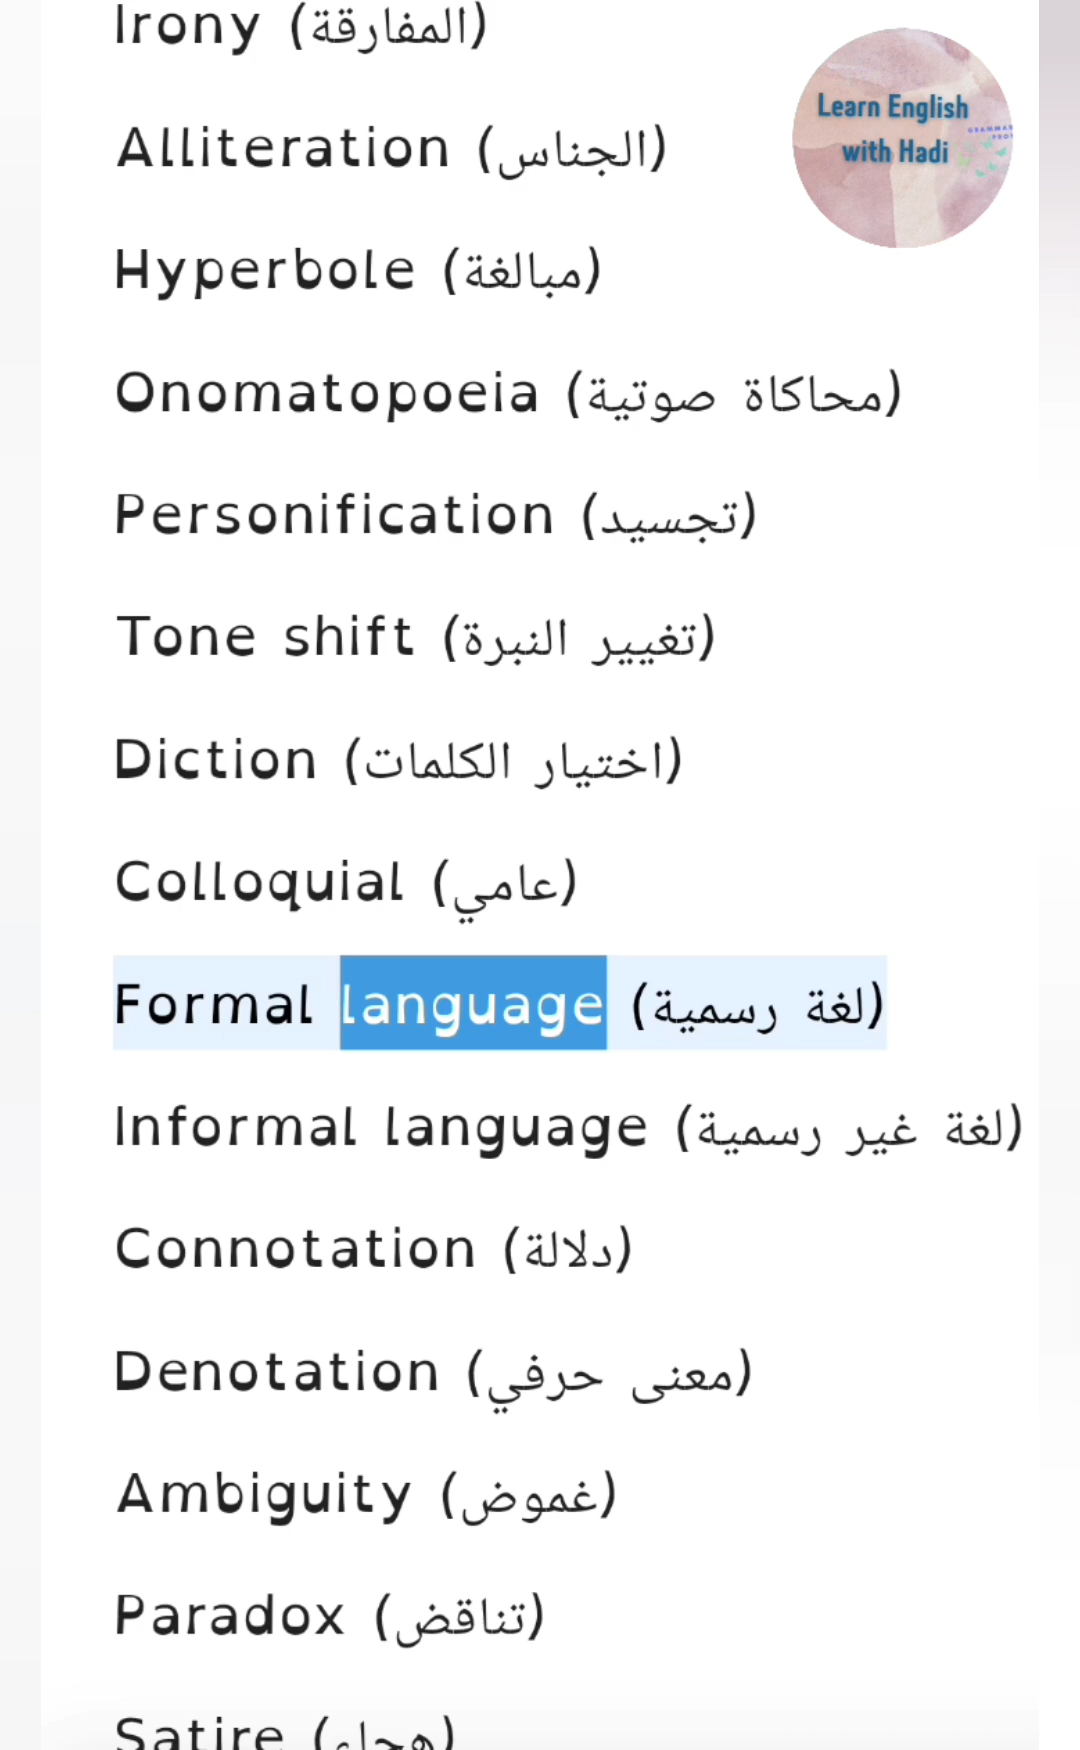 Irony (المفارقة)
Learn English
with Hadi
Alliteration (الجناس)
Hyperbole (مبالغة)
Onomatopoeia (محاكاة صوتية)
Personification (تجسيد)
Tone shift (تغيير النبرة)
Diction (اختيار الكلمات)
Colloquial (عامي)
Formal language (لغة رسمية)
Informal language (لغة غير رسمية)
Connotation (دلالة)
Denotation (معنى حرفي)
Ambiguity (غموض)
Paradox (تناقض)
Satire (هجاء)